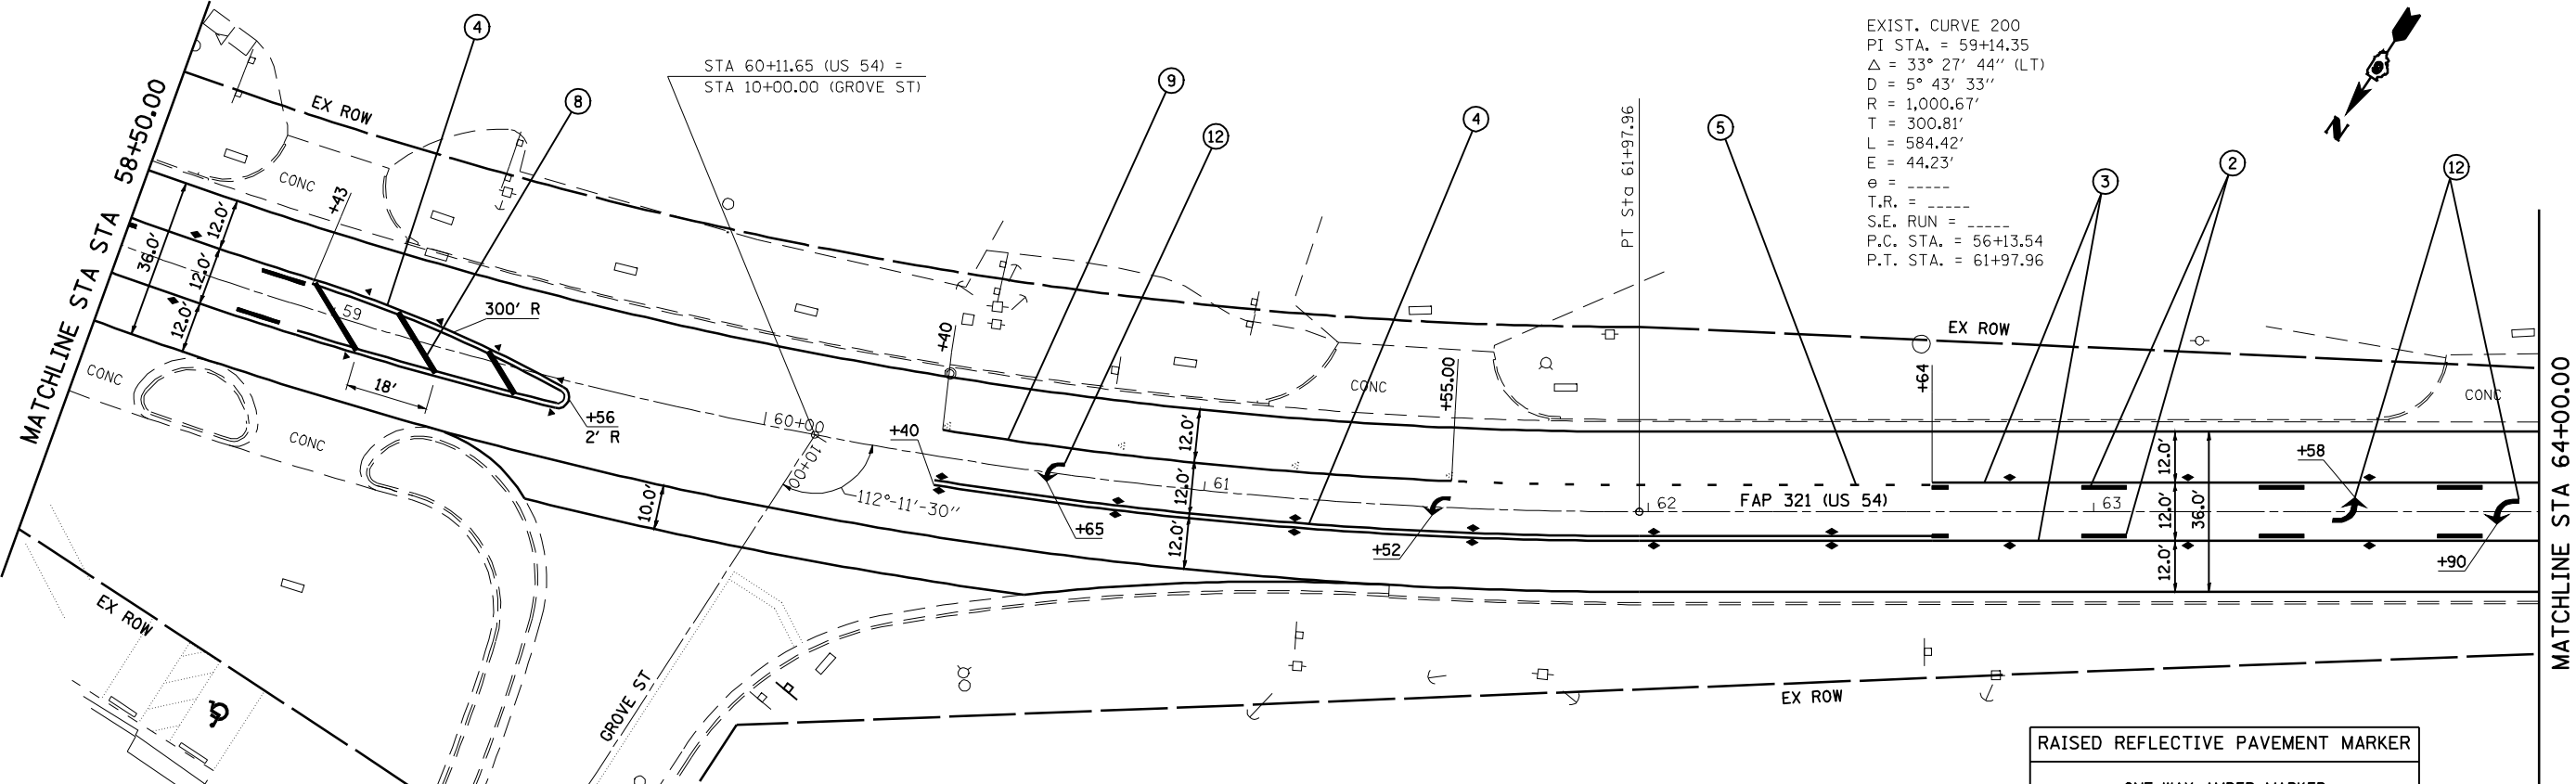 EXIST. CURVE 200
PI STA. = 59+14.35
Δ = 33° 27' 44" (LT)
D = 5° 43' 33"
R = 1,000.67'
T = 300.81'
L = 584.42'
E = 44.23'
e = -----
T.R. = -----
S.E. RUN = -----
P.C. STA. = 56+13.54
P.T. STA. = 61+97.96
N
4
8
STA 60+11.65 (US 54) =
STA 10+00.00 (GROVE ST)
9
12
4
5
3
2
12
MATCHLINE STA STA 58+50.00
EX ROW
CONC
+43
36.0'
12.0'
12.0'
12.0'
59
300' R
18'
+56
2' R
CONC
CONC
60+00
10+00
112°-11'-30"
10.0'
+40
+40
+65
12.0'
12.0'
12.0'
61
+52
+55.00
CONC
PT Sta 61+97.96
62
FAP 321 (US 54)
+64
EX ROW
63
12.0'
12.0'
12.0'
36.0'
+58
+90
CONC
MATCHLINE STA 64+00.00
EX ROW
GROVE ST
EX ROW
RAISED REFLECTIVE PAVEMENT MARKER
ONE-WAY AMBER MARKER